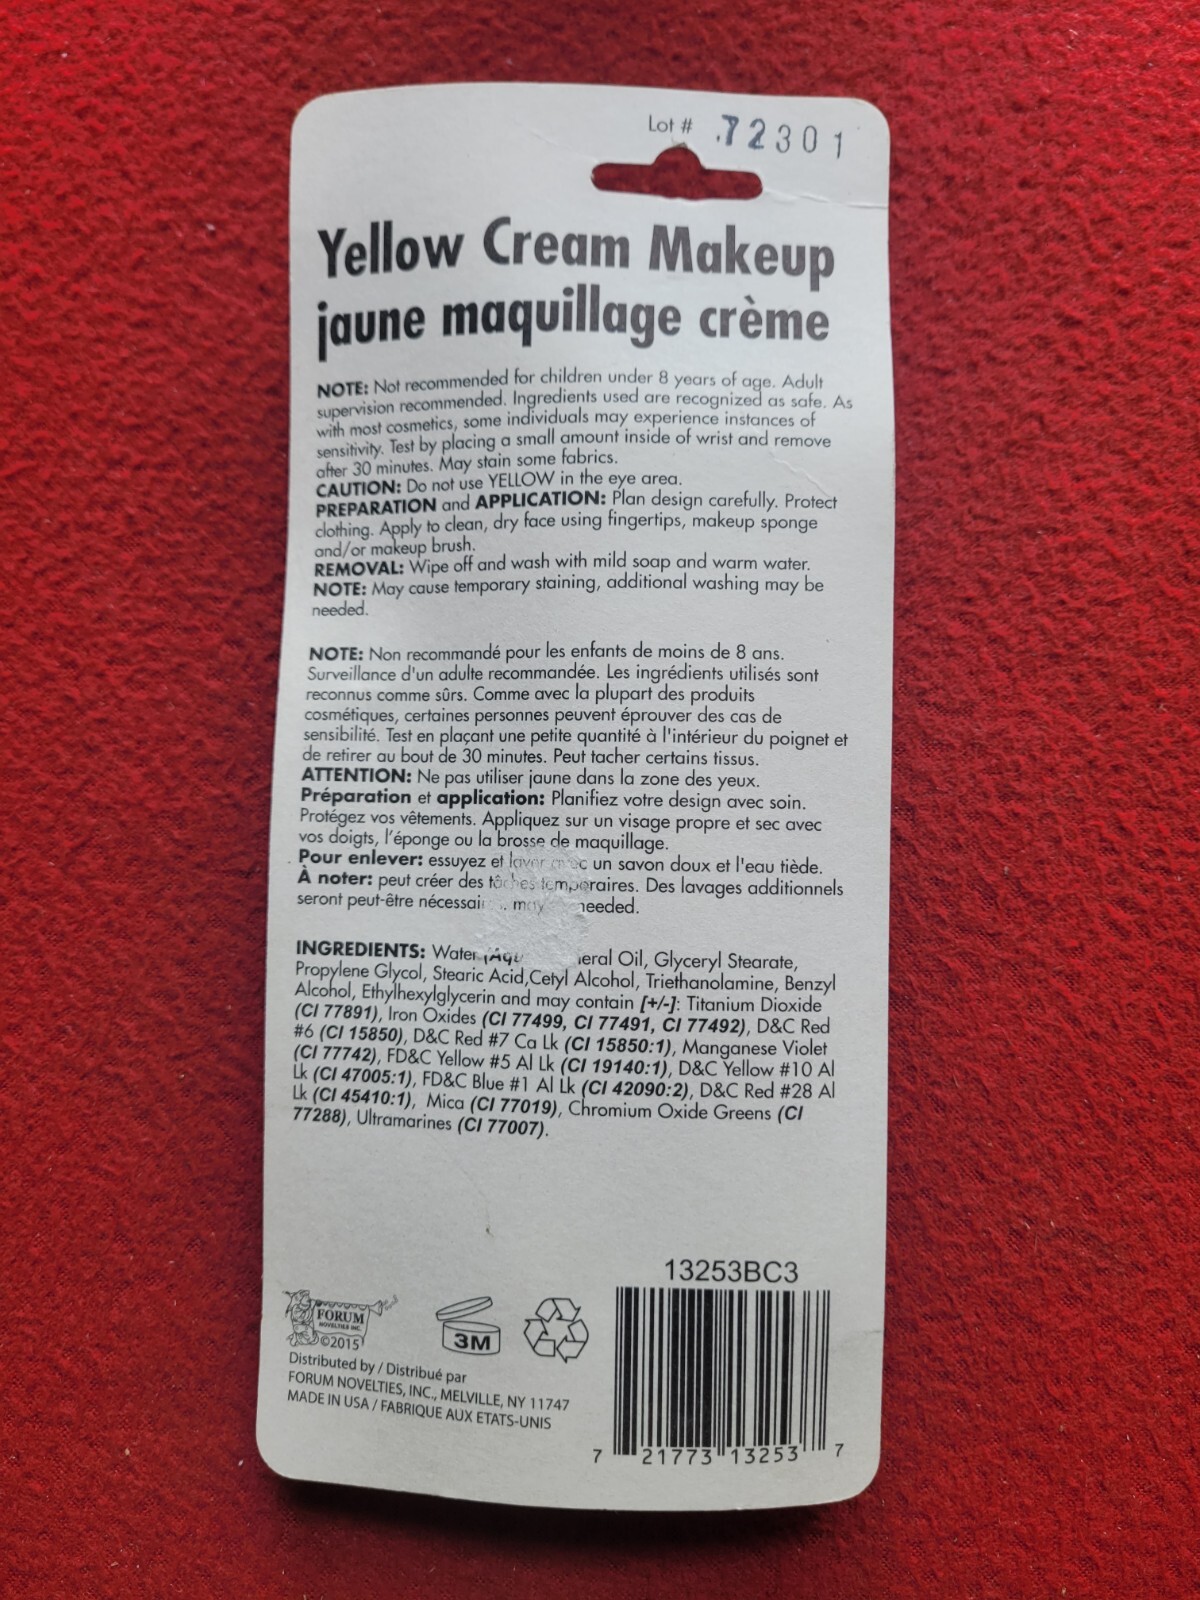 Lot # 72301
Yellow Cream Makeup
jaune maquillage crème
NOTE: Not recommended for children under 8 years of age. Adult
supervision recommended. Ingredients used are recognized as safe. As
with most cosmetics, some individuals may experience instances of
sensitivity. Test by placing a small amount inside of wrist and remove
after 30 minutes. May stain some fabrics.
CAUTION: Do not use YELLOW in the eye area.
PREPARATION and APPLICATION: Plan design carefully. Protect
clothing. Apply to clean, dry face using fingertips, makeup sponge
and/or makeup brush.
REMOVAL: Wipe off and wash with mild soap and warm water.
NOTE: May cause temporary staining, additional washing may be
needed.
NOTE: Non recommandé pour les enfants de moins de 8 ans.
Surveillance d'un adulte recommandée. Les ingrédients utilisés sont
reconnus comme sûrs. Comme avec la plupart des produits
cosmétiques, certaines personnes peuvent éprouver des cas de
sensibilité. Test en plaçant une petite quantité à l'intérieur du poignet et
de retirer au bout de 30 minutes. Peut tacher certains tissus.
ATTENTION: Ne pas utiliser jaune dans la zone des yeux.
Préparation et application: Planifiez votre design avec soin.
Protégez vos vêtements. Appliquez sur un visage propre et sec avec
vos doigts, l'éponge ou la brosse de maquillage.
Pour enlever: essuyez et laver avec un savon doux et l'eau tiède.
À noter: peut créer des tâches temporaires. Des lavages additionnels
seront peut-être may needed.
INGREDIENTS: Water Oil, Glyceryl Stearate,
Propylene Glycol, Stearic Acid,Cetyl Alcohol, Triethanolamine, Benzyl
Alcohol, Ethylhexylglycerin and may contain [+/-]: Titanium Dioxide
(CI 77891), Iron Oxides (CI 77499, CI 77491, CI 77492), D&C Red
#6 (CI 15850), D&C Red #7 Ca Lk (CI 15850:1), Manganese Violet
(CI 77742), FD&C Yellow #5 Al Lk (CI 19140:1), D&C Yellow #10 Al
Lk (CI 47005:1), FD&C Blue #1 Al Lk (CI 42090:2), D&C Red #28 Al
Lk (CI 45410:1), Mica (CI 77019), Chromium Oxide Greens (CI
77288), Ultramarines (CI 77007).
13253BC3
FORUM
NOVELTIES INC.
©2015
3M
Distributed by / Distribué par
FORUM NOVELTIES, INC., MELVILLE, NY 11747
MADE IN USA / FABRIQUE AUX ETATS-UNIS
7 21773 13253 7